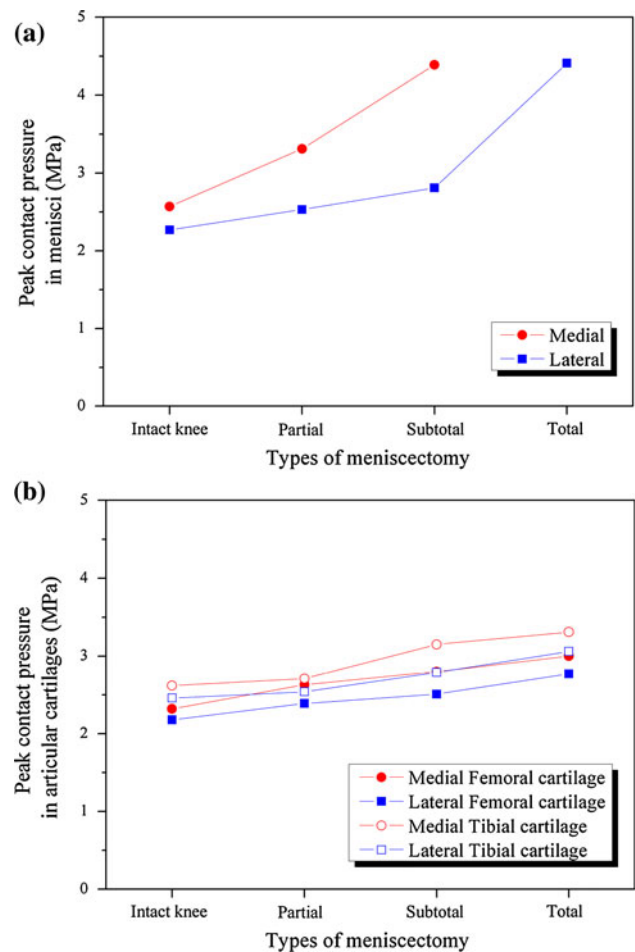 (a)
5
4
3
2
1
0
Peak contact pressure
in menisci (MPa)
Medial
Lateral
Intact knee Partial Subtotal Total
Types of meniscectomy
(b)
5
4
3
2
1
0
Peak contact pressure
in articular cartilages (MPa)
Medial Femoral cartilage
Lateral Femoral cartilage
Medial Tibial cartilage
Lateral Tibial cartilage
Intact knee Partial Subtotal Total
Types of meniscectomy